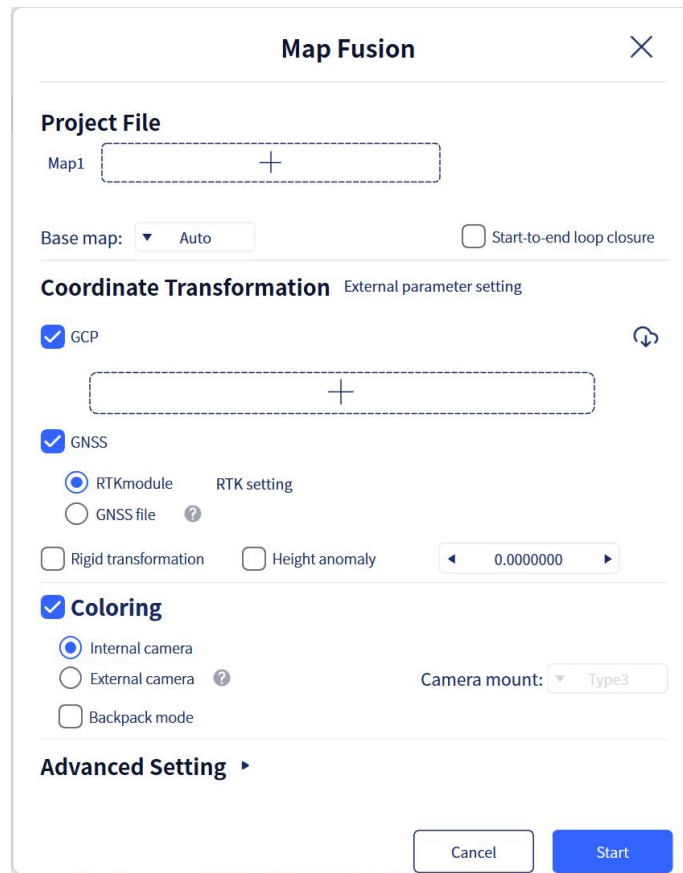 Map Fusion
Project File
Map1
Base map: Auto Start-to-end loop closure
Coordinate Transformation External parameter setting
GCP
GNSS
RTKmodule RTK setting
GNSS file ?
Rigid transformation Height anomaly 0.0000000
Coloring
Internal camera
External camera ? Camera mount: Type3
Backpack mode
Advanced Setting
Cancel Start